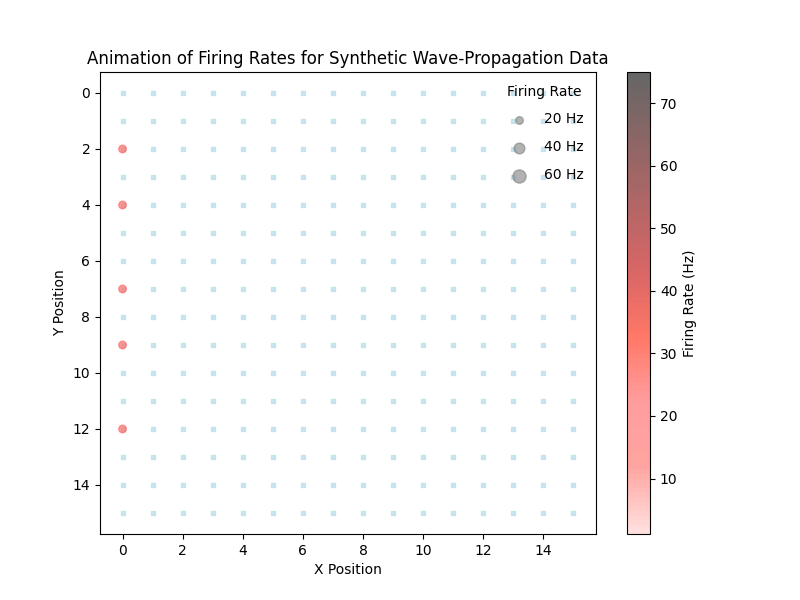 Animation of Firing Rates for Synthetic Wave-Propagation Data
Firing Rate
20 Hz
40 Hz
60 Hz
0
2
4
6
8
10
12
14
Y Position
0 2 4 6 8 10 12 14
X Position
70
60
50
40
30
20
10
Firing Rate (Hz)